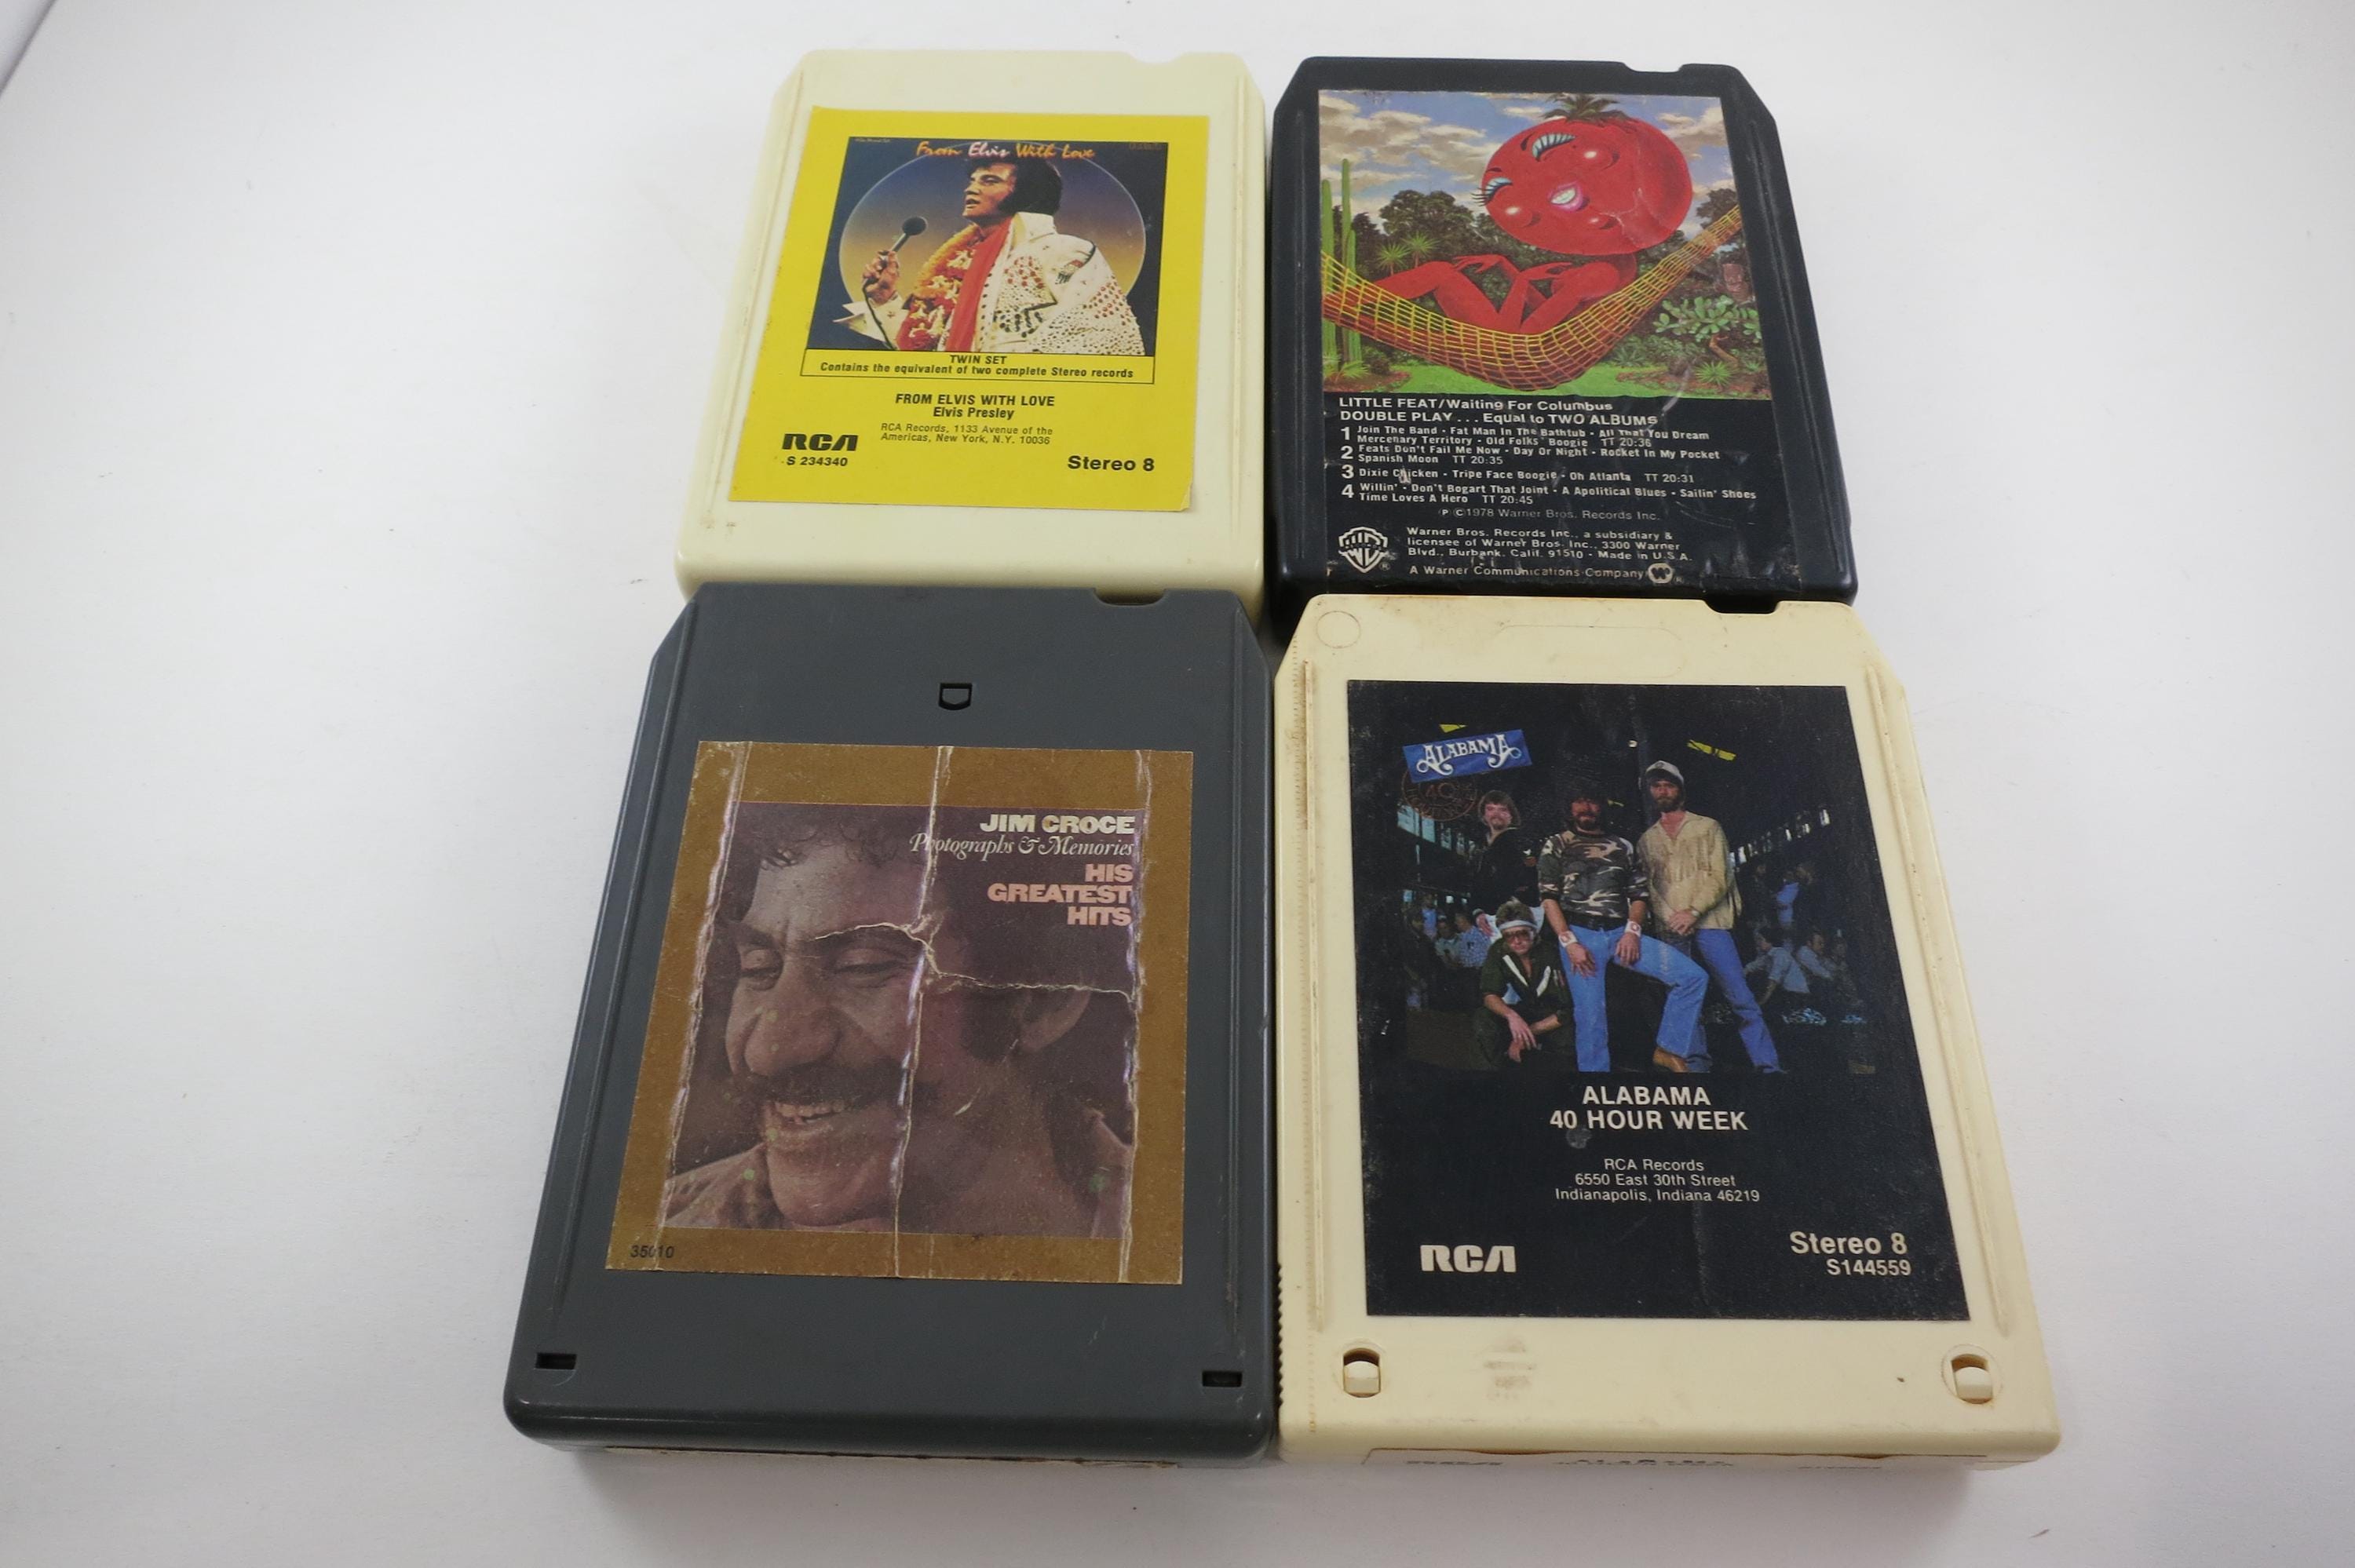 From Elvis With Love
TWIN SET
Contains the equivalent of two complete Stereo records
FROM ELVIS WITH LOVE
Elvis Presley
RCA Records, 1133 Avenue of the
Americas, New York, N.Y. 10036
RCA
S 234340
Stereo 8
LITTLE FEAT/Waiting For Columbus
DOUBLE PLAY... Equal to TWO ALBUMS
1 Join The Band - Fat Man In The Bathtub - All That You Dream
Mercenary Territory - Old Folks' Boogie TT 20:36
2 Feats Don't Fail Me Now - Day Or Night - Rocket In My Pocket
Spanish Moon TT 20:35
3 Dixie Chicken - Tripe Face Boogie - Oh Atlanta TT 20:31
4 Willin' - Don't Bogart That Joint - A Apolitical Blues - Sailin' Shoes
Time Loves A Hero TT 20:45
P ©1978 Warner Bros. Records Inc.
Warner Bros. Records Inc., a subsidiary &
licensee of Warner Bros. Inc., 3300 Warner
Blvd., Burbank, Calif. 91510 - Made in U.S.A.
A Warner Communications Company
JIM CROCE
Photographs & Memories
HIS
GREATEST
HITS
35010
ALABAMA
ALABAMA
40 HOUR WEEK
RCA Records
6550 East 30th Street
Indianapolis, Indiana 46219
RCA
Stereo 8
S144559